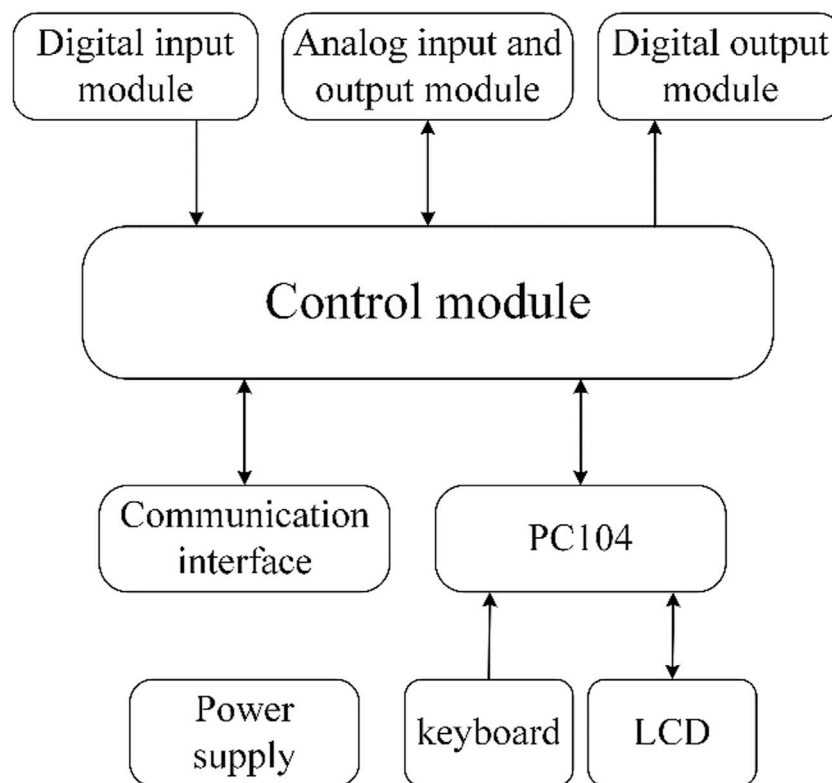 Digital input
module
Analog input and
output module
Digital output
module
Control module
Communication
interface
PC104
Power
supply
keyboard
LCD